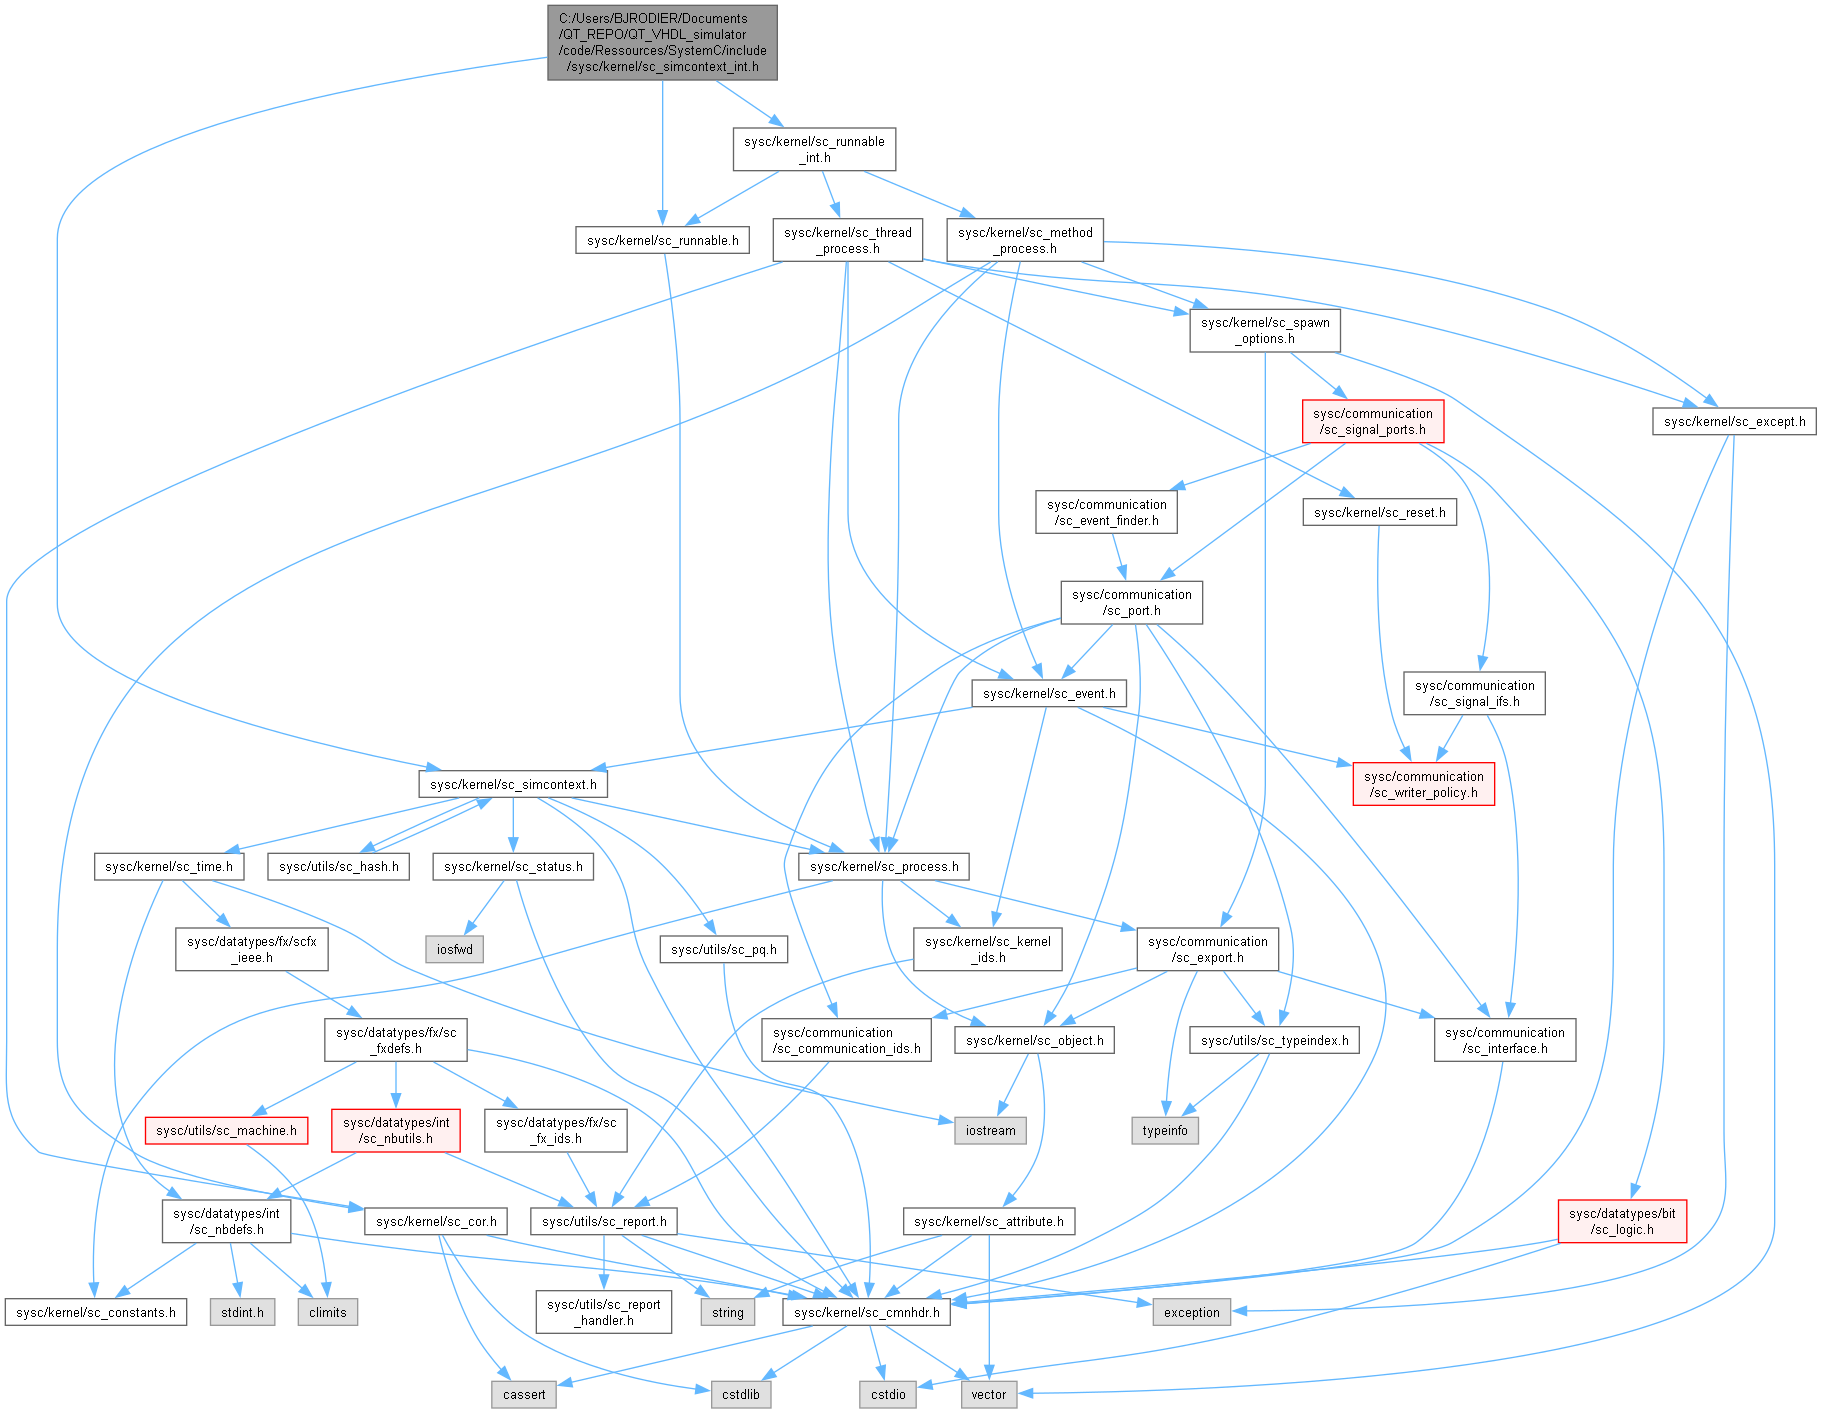 C:/Users/BJRODIER/Documents
/QT_REPO/QT_VHDL_simulator
/code/Ressources/SystemC/include
/sysc/kernel/sc_simcontext_int.h
sysc/kernel/sc_runnable
_int.h
sysc/kernel/sc_runnable.h
sysc/kernel/sc_thread
_process.h
sysc/kernel/sc_method
_process.h
sysc/kernel/sc_spawn
_options.h
sysc/communication
/sc_signal_ports.h
sysc/kernel/sc_except.h
sysc/communication
/sc_event_finder.h
sysc/kernel/sc_reset.h
sysc/communication
/sc_port.h
sysc/kernel/sc_event.h
sysc/communication
/sc_signal_ifs.h
sysc/kernel/sc_simcontext.h
sysc/communication
/sc_writer_policy.h
sysc/kernel/sc_time.h
sysc/utils/sc_hash.h
sysc/kernel/sc_status.h
sysc/kernel/sc_process.h
sysc/datatypes/fx/scfx
_ieee.h
iosfwd
sysc/utils/sc_pq.h
sysc/kernel/sc_kernel
_ids.h
sysc/communication
/sc_export.h
sysc/datatypes/fx/sc
_fxdefs.h
sysc/communication
/sc_communication_ids.h
sysc/kernel/sc_object.h
sysc/utils/sc_typeindex.h
sysc/communication
/sc_interface.h
sysc/utils/sc_machine.h
sysc/datatypes/int
/sc_nbutils.h
sysc/datatypes/fx/sc
_fx_ids.h
iostream
typeinfo
sysc/datatypes/int
/sc_nbdefs.h
sysc/kernel/sc_cor.h
sysc/utils/sc_report.h
sysc/kernel/sc_attribute.h
sysc/datatypes/bit
/sc_logic.h
sysc/kernel/sc_constants.h
stdint.h
climits
sysc/utils/sc_report
_handler.h
string
sysc/kernel/sc_cmnhdr.h
exception
cassert
cstdlib
cstdio
vector